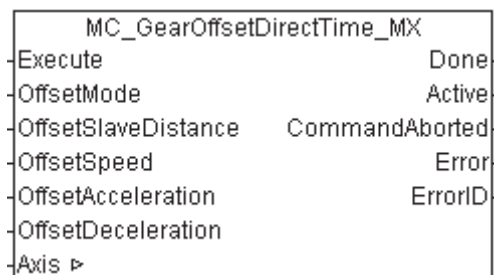 MC_GearOffsetDirectTime_MX
Execute Done
OffsetMode Active
OffsetSlaveDistance CommandAborted
OffsetSpeed Error
OffsetAcceleration ErrorID
OffsetDeceleration
Axis